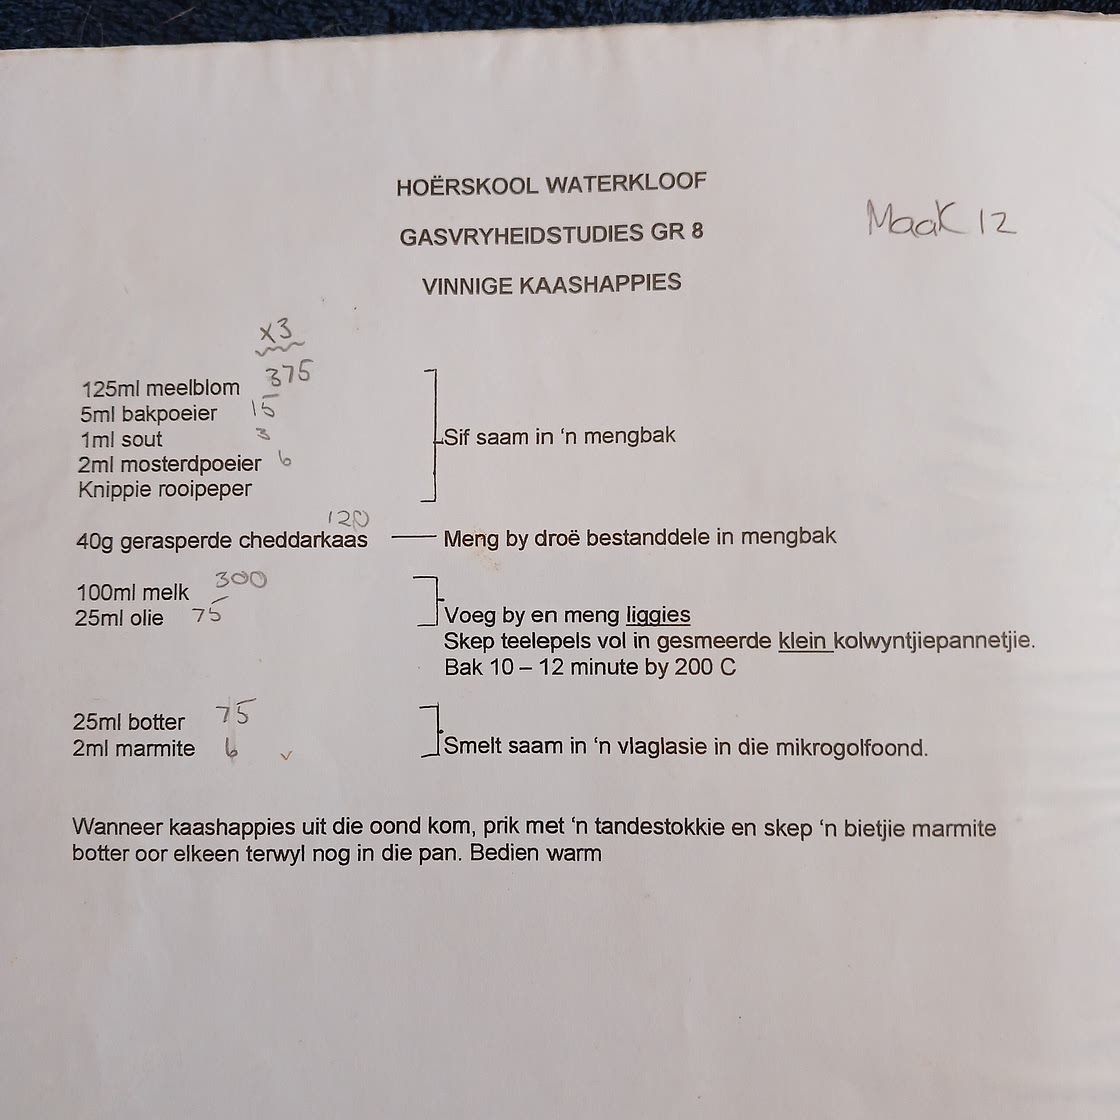 HOËRSKOOL WATERKLOOF
GASVRYHEIDSTUDIES GR 8
Maak 12
VINNIGE KAASHAPPIES
x3
125ml meelblom 375
5ml bakpoeier 15
1ml sout 3
Sif saam in ‘n mengbak
2ml mosterdpoeier 6
Knippie rooipeper
120
40g gerasperde cheddarkaas Meng by droë bestanddele in mengbak
100ml melk 300
25ml olie 75 Voeg by en meng liggies
Skep teelepels vol in gesmeerde klein kolwyntjiepannetjie.
Bak 10 – 12 minute by 200 C
25ml botter 75
2ml marmite 6 Smelt saam in ‘n vlaglasie in die mikrogolfoond.
Wanneer kaashappies uit die oond kom, prik met ‘n tandestokkie en skep ‘n bietjie marmite
botter oor elkeen terwyl nog in die pan. Bedien warm